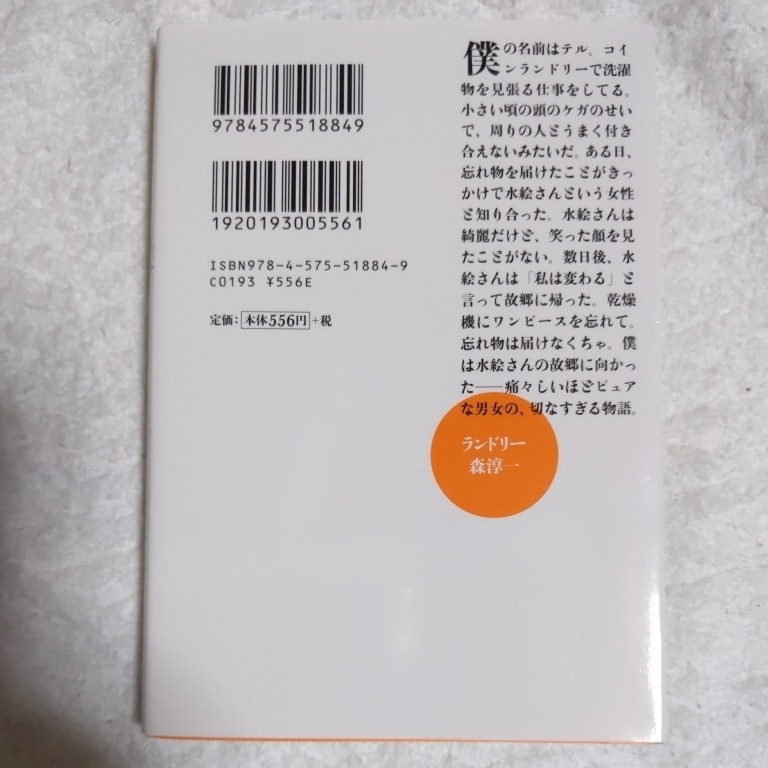 9784575518849
1920193005561
ISBN978-4-575-51884-9
C0193 ¥556E
定価：本体556円+税
僕の名前はテル。コイ
ンランドリーで洗濯
物を見張る仕事をしてる。
小さい頃の頭のケガのせい
で、周りの人とうまく付き
合えないみたいだ。ある日、
忘れ物を届けたことがきっ
かけで水絵さんという女性
と知り合った。水絵さんは
綺麗だけど、笑った顔を見
たことがない。数日後、水
絵さんは「私は変わる」と
言って故郷に帰った。乾燥
機にワンピースを忘れて。
忘れ物は届けなくちゃ。僕
は水絵さんの故郷に向かっ
た――痛々しいほどピュア
な男女の、切なすぎる物語。
ランドリー
森淳一